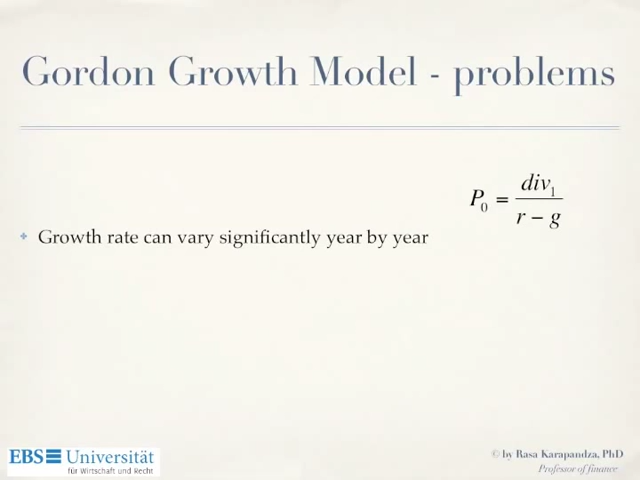 Gordon Growth Model - problems
P0 = div1 / r − g
Growth rate can vary significantly year by year
EBS Universität
für Wirtschaft und Recht
© by Rasa Karapandza, PhD
Professor of finance